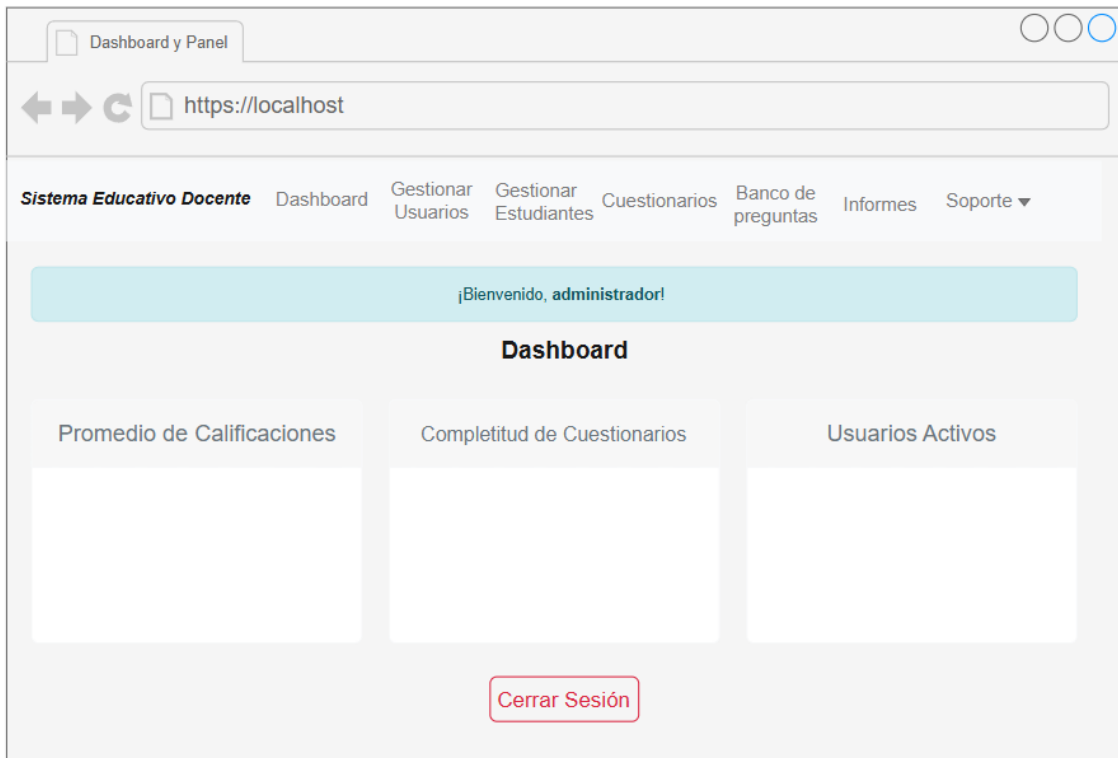 Dashboard y Panel
https://localhost
Sistema Educativo Docente
Dashboard
Gestionar
Usuarios
Gestionar
Estudiantes
Cuestionarios
Banco de
preguntas
Informes
Soporte
¡Bienvenido, administrador!
Dashboard
Promedio de Calificaciones
Completitud de Cuestionarios
Usuarios Activos
Cerrar Sesión